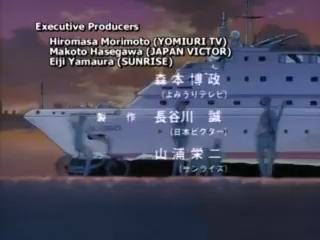 Executive Producers
Hiromasa Morimoto (YOMIURI TV)
Makoto Hasegawa (JAPAN VICTOR)
Eiji Yamaura (SUNRISE)
森本博政
(よみうりテレビ)
製作 長谷川 誠
(日本ビクター)
山浦栄二
(サンライズ)